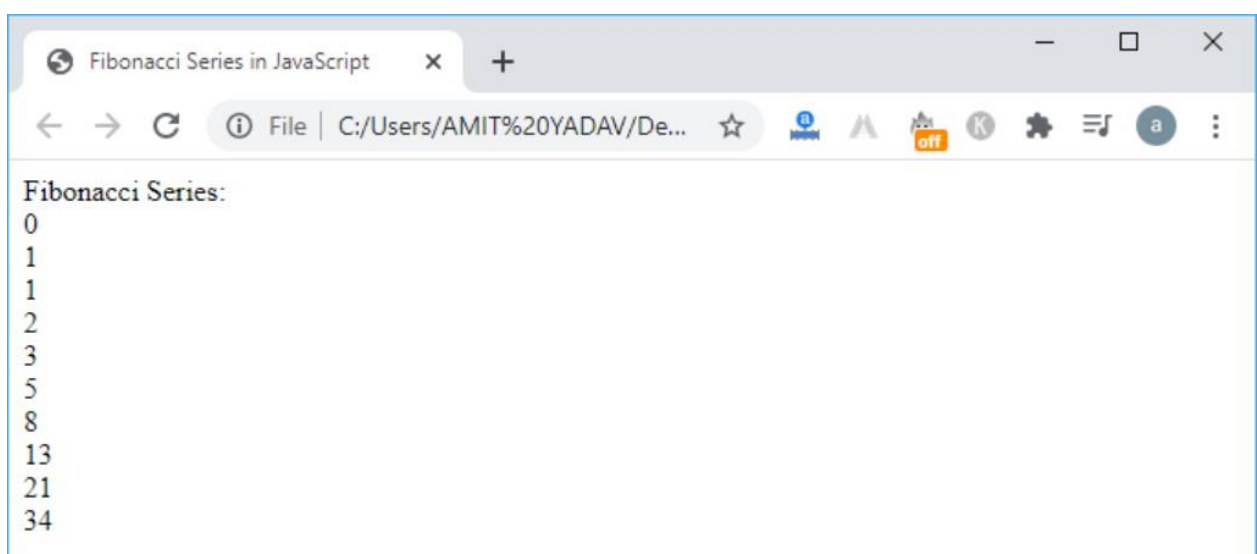 Fibonacci Series in JavaScript
File C:/Users/AMIT%20YADAV/De...
a
off
K
a
Fibonacci Series:
0
1
1
2
3
5
8
13
21
34